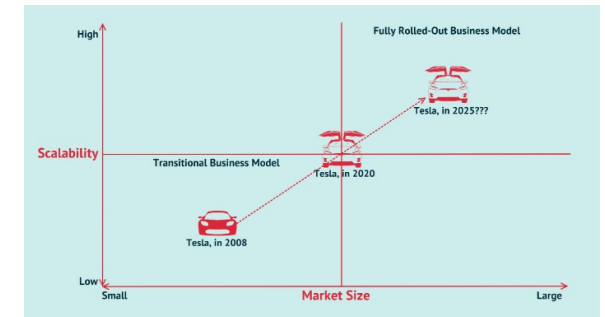 High
Fully Rolled-Out Business Model
Tesla, in 2025???
Scalability
Transitional Business Model
Tesla, in 2020
Tesla, in 2008
Low
Small
Market Size
Large